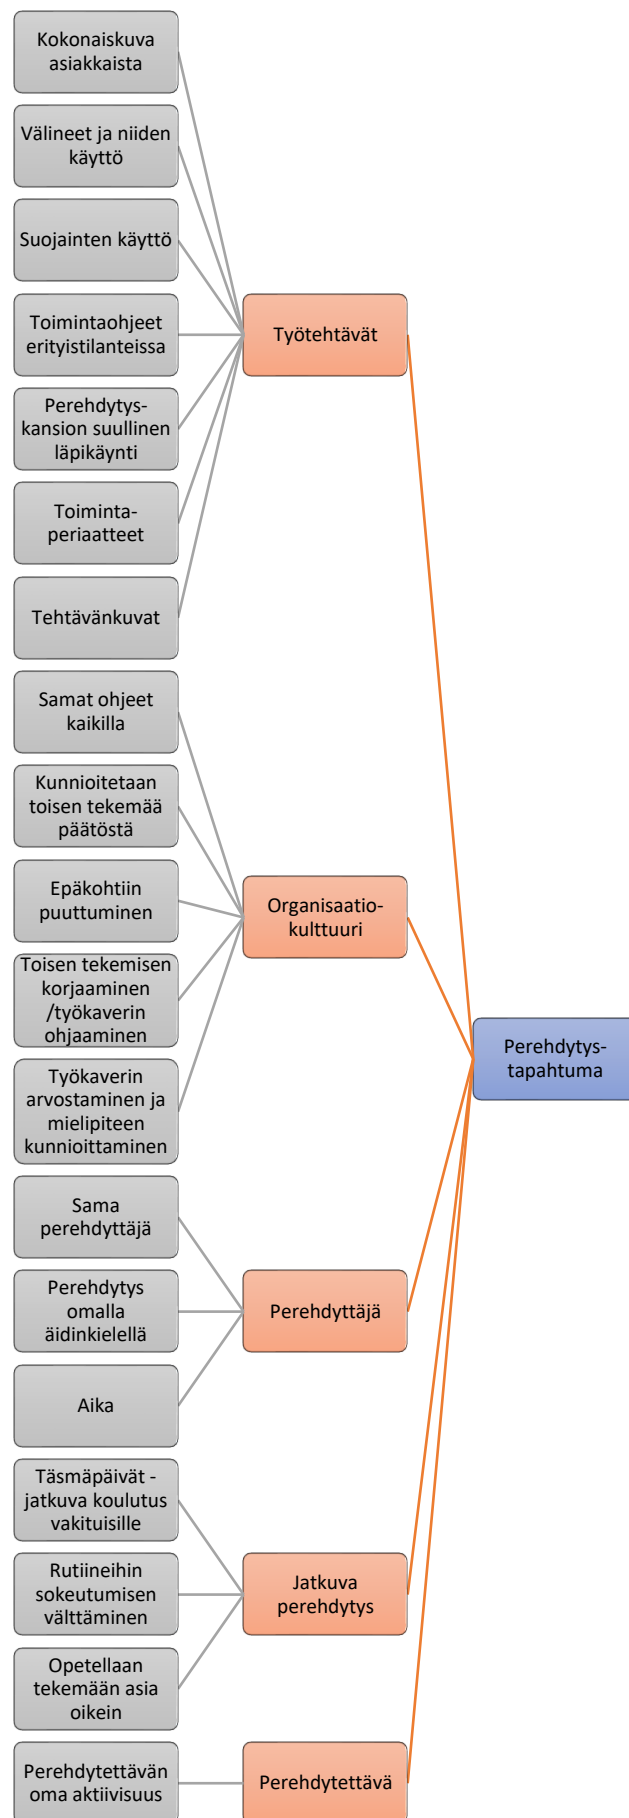 Kokonaiskuva
asiakkaista
Välineet ja niiden
käyttö
Suojainten käyttö
Toimintaohjeet
erityistilanteissa
Perehdytys-
kansion suullinen
läpikäynti
Toiminta-
periaatteet
Tehtävänkuvat
Työtehtävät
Samat ohjeet
kaikilla
Kunnioitetaan
toisen tekemää
päätöstä
Epäkohtiin
puuttuminen
Toisen tekemisen
korjaaminen
/työkaverin
ohjaaminen
Työkaverin
arvostaminen ja
mielipiteen
kunnioittaminen
Organisaatio-
kulttuuri
Sama
perehdyttäjä
Perehdytys
omalla
äidinkielellä
Aika
Perehdyttäjä
Täsmäpäivät -
jatkuva koulutus
vakituisille
Rutiineihin
sokeutumisen
välttäminen
Opetellaan
tekemään asia
oikein
Jatkuva
perehdytys
Perehdytettävän
oma aktiivisuus
Perehdytettävä
Perehdytys-
tapahtuma